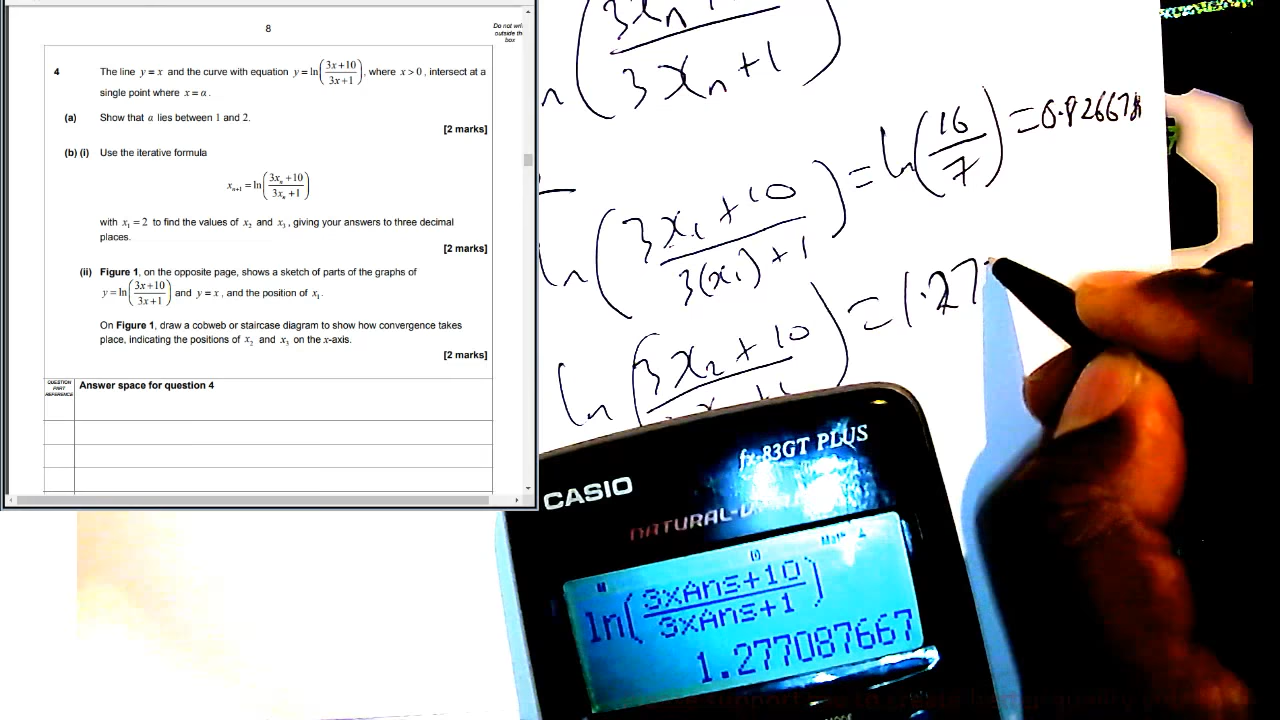 8
Do not write
outside the
box
4 The line y = x and the curve with equation y = ln((3x+10)/(3x+1)), where x > 0, intersect at a
single point where x = α.
(a) Show that α lies between 1 and 2.
[2 marks]
(b) (i) Use the iterative formula
xₙ₊₁ = ln((3xₙ+10)/(3xₙ+1))
with x₁ = 2 to find the values of x₂ and x₃, giving your answers to three decimal
places.
[2 marks]
(ii) Figure 1, on the opposite page, shows a sketch of parts of the graphs of
y = ln((3x+10)/(3x+1)) and y = x, and the position of x₁.
On Figure 1, draw a cobweb or staircase diagram to show how convergence takes
place, indicating the positions of x₂ and x₃ on the x-axis.
[2 marks]
QUESTION
PART
REFERENCE
Answer space for question 4
3xₙ + 
3xₙ + 1
ln((3x₁ + 10)/(3(x₁) + 1)) = ln(16/7) = 0.82667
ln((3x₂ + 10)/ = 1.27
CASIO fx-83GT PLUS
NATURAL-
Math
ln((3xAns+10)/(3xAns+1))
1.277087667